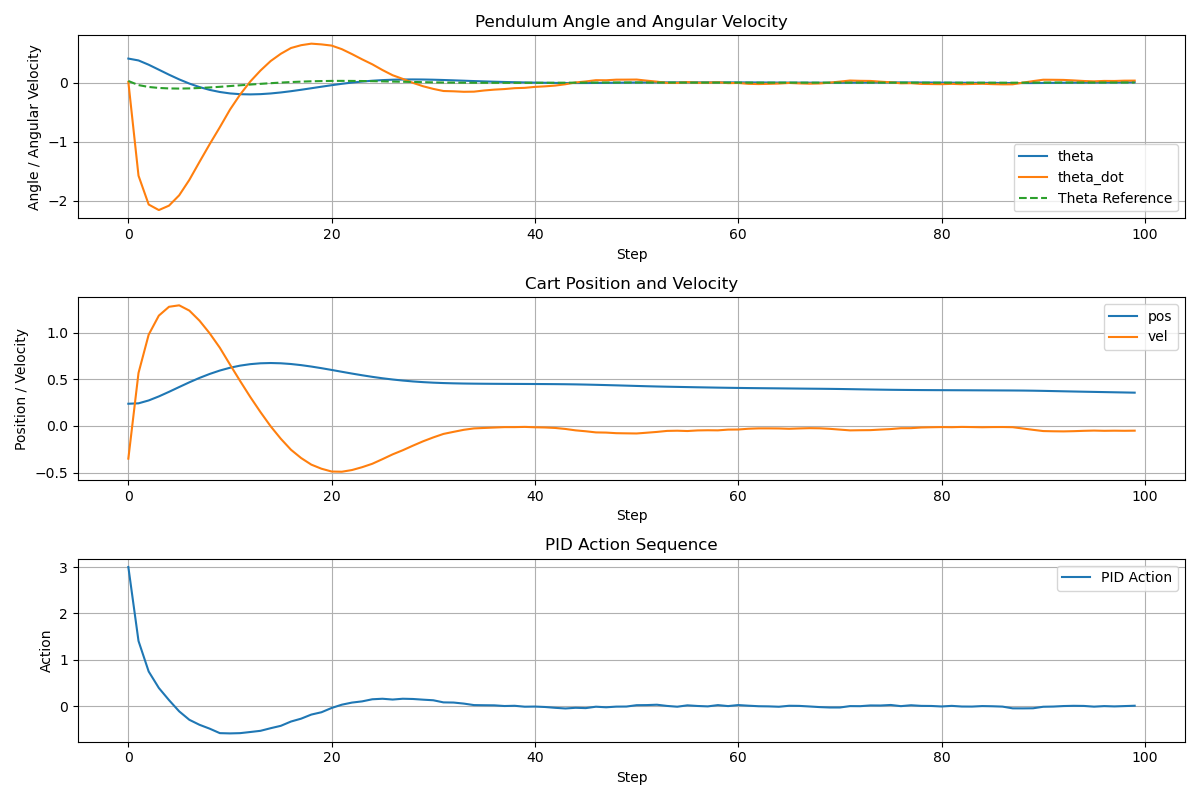 Pendulum Angle and Angular Velocity
Angle / Angular Velocity
0
−1
−2
theta
theta_dot
Theta Reference
0 20 40 60 80 100
Step
Cart Position and Velocity
Position / Velocity
1.0
0.5
0.0
−0.5
pos
vel
0 20 40 60 80 100
Step
PID Action Sequence
Action
3
2
1
0
PID Action
0 20 40 60 80 100
Step